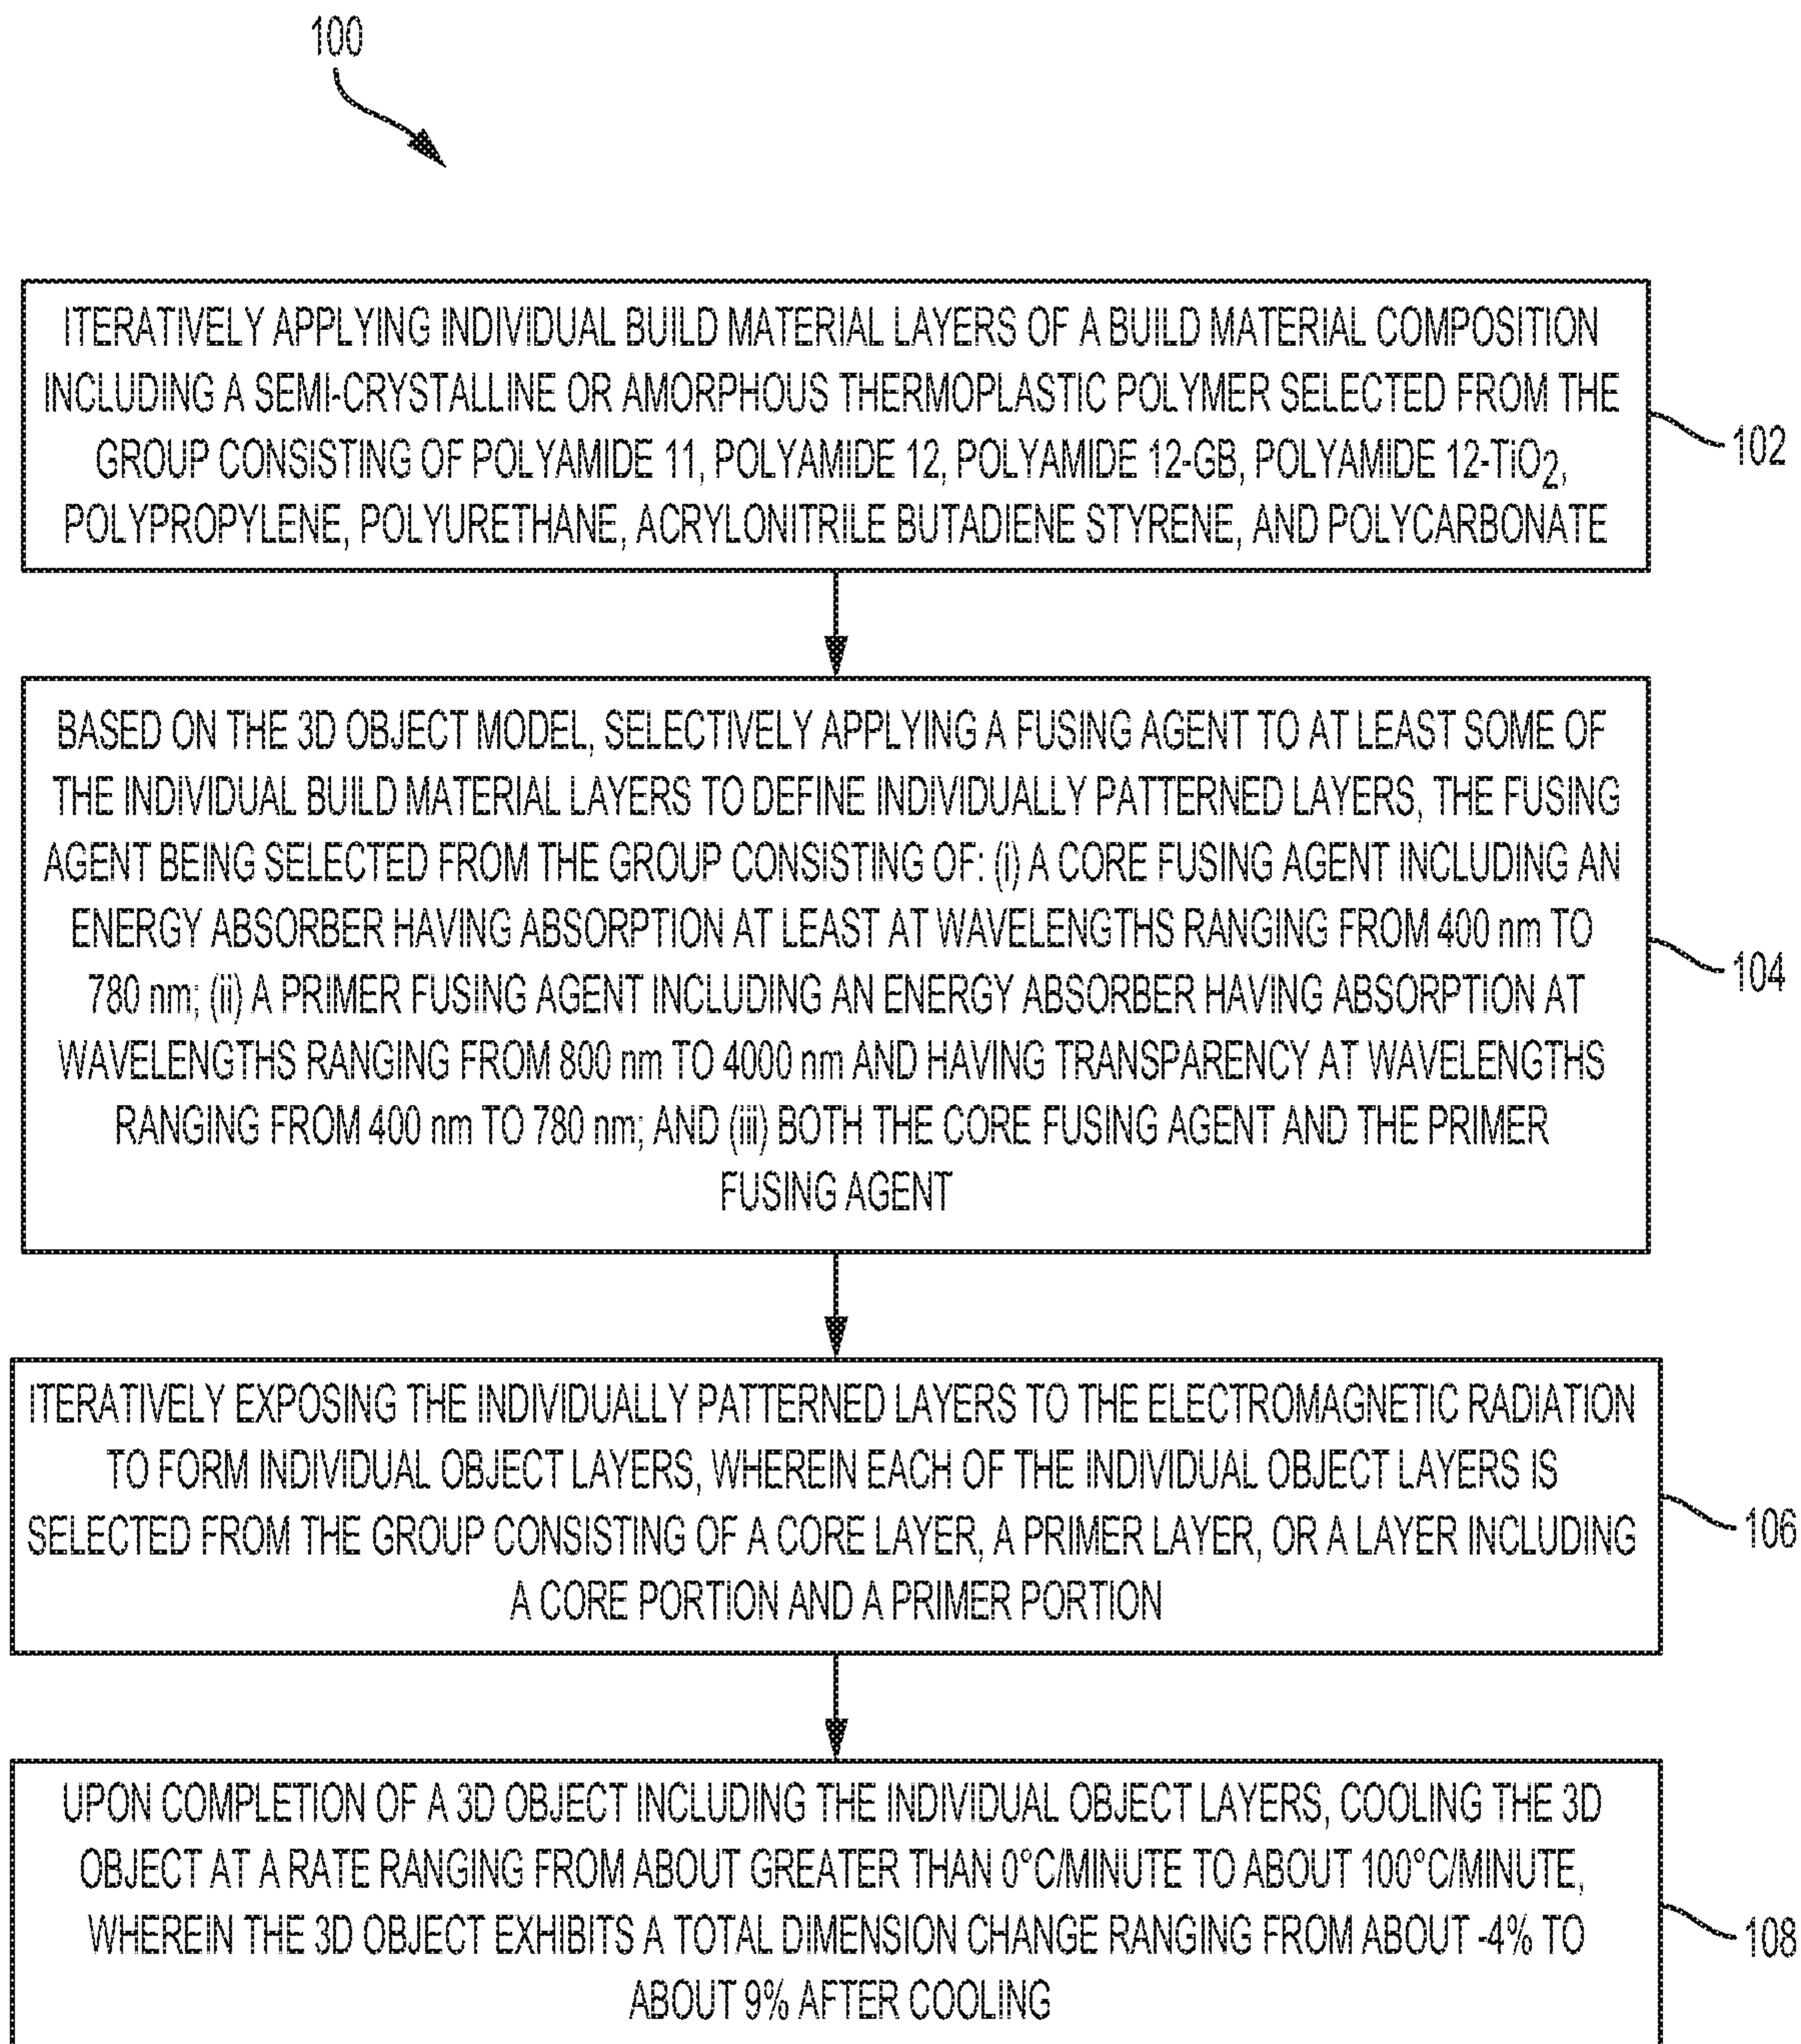 100
ITERATIVELY APPLYING INDIVIDUAL BUILD MATERIAL LAYERS OF A BUILD MATERIAL COMPOSITION
INCLUDING A SEMI-CRYSTALLINE OR AMORPHOUS THERMOPLASTIC POLYMER SELECTED FROM THE
GROUP CONSISTING OF POLYAMIDE 11, POLYAMIDE 12, POLYAMIDE 12-GB, POLYAMIDE 12-TiO2,
POLYPROPYLENE, POLYURETHANE, ACRYLONITRILE BUTADIENE STYRENE, AND POLYCARBONATE
102
BASED ON THE 3D OBJECT MODEL, SELECTIVELY APPLYING A FUSING AGENT TO AT LEAST SOME OF
THE INDIVIDUAL BUILD MATERIAL LAYERS TO DEFINE INDIVIDUALLY PATTERNED LAYERS, THE FUSING
AGENT BEING SELECTED FROM THE GROUP CONSISTING OF: (i) A CORE FUSING AGENT INCLUDING AN
ENERGY ABSORBER HAVING ABSORPTION AT LEAST AT WAVELENGTHS RANGING FROM 400 nm TO
780 nm; (ii) A PRIMER FUSING AGENT INCLUDING AN ENERGY ABSORBER HAVING ABSORPTION AT
WAVELENGTHS RANGING FROM 800 nm TO 4000 nm AND HAVING TRANSPARENCY AT WAVELENGTHS
RANGING FROM 400 nm TO 780 nm; AND (iii) BOTH THE CORE FUSING AGENT AND THE PRIMER
FUSING AGENT
104
ITERATIVELY EXPOSING THE INDIVIDUALLY PATTERNED LAYERS TO THE ELECTROMAGNETIC RADIATION
TO FORM INDIVIDUAL OBJECT LAYERS, WHEREIN EACH OF THE INDIVIDUAL OBJECT LAYERS IS
SELECTED FROM THE GROUP CONSISTING OF A CORE LAYER, A PRIMER LAYER, OR A LAYER INCLUDING
A CORE PORTION AND A PRIMER PORTION
106
UPON COMPLETION OF A 3D OBJECT INCLUDING THE INDIVIDUAL OBJECT LAYERS, COOLING THE 3D
OBJECT AT A RATE RANGING FROM ABOUT GREATER THAN 0°C/MINUTE TO ABOUT 100°C/MINUTE,
WHEREIN THE 3D OBJECT EXHIBITS A TOTAL DIMENSION CHANGE RANGING FROM ABOUT -4% TO
ABOUT 9% AFTER COOLING
108